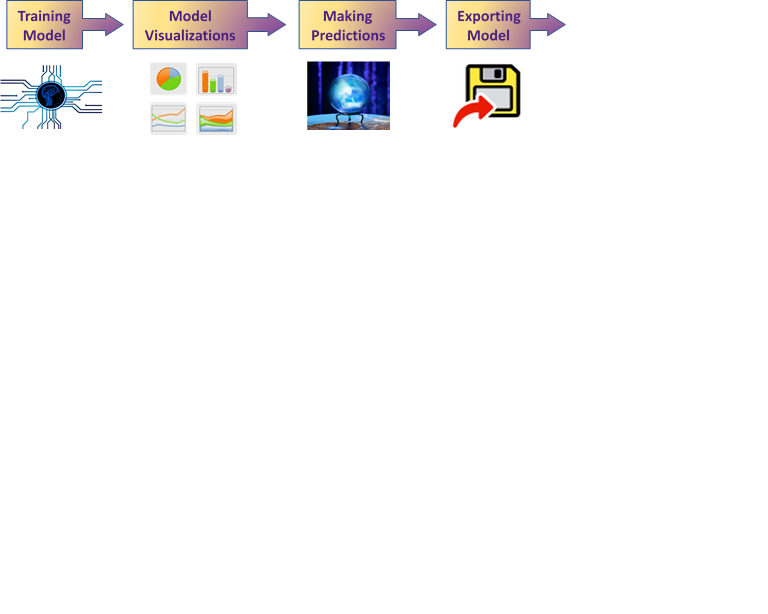 Training
Model
Model
Visualizations
Making
Predictions
Exporting
Model